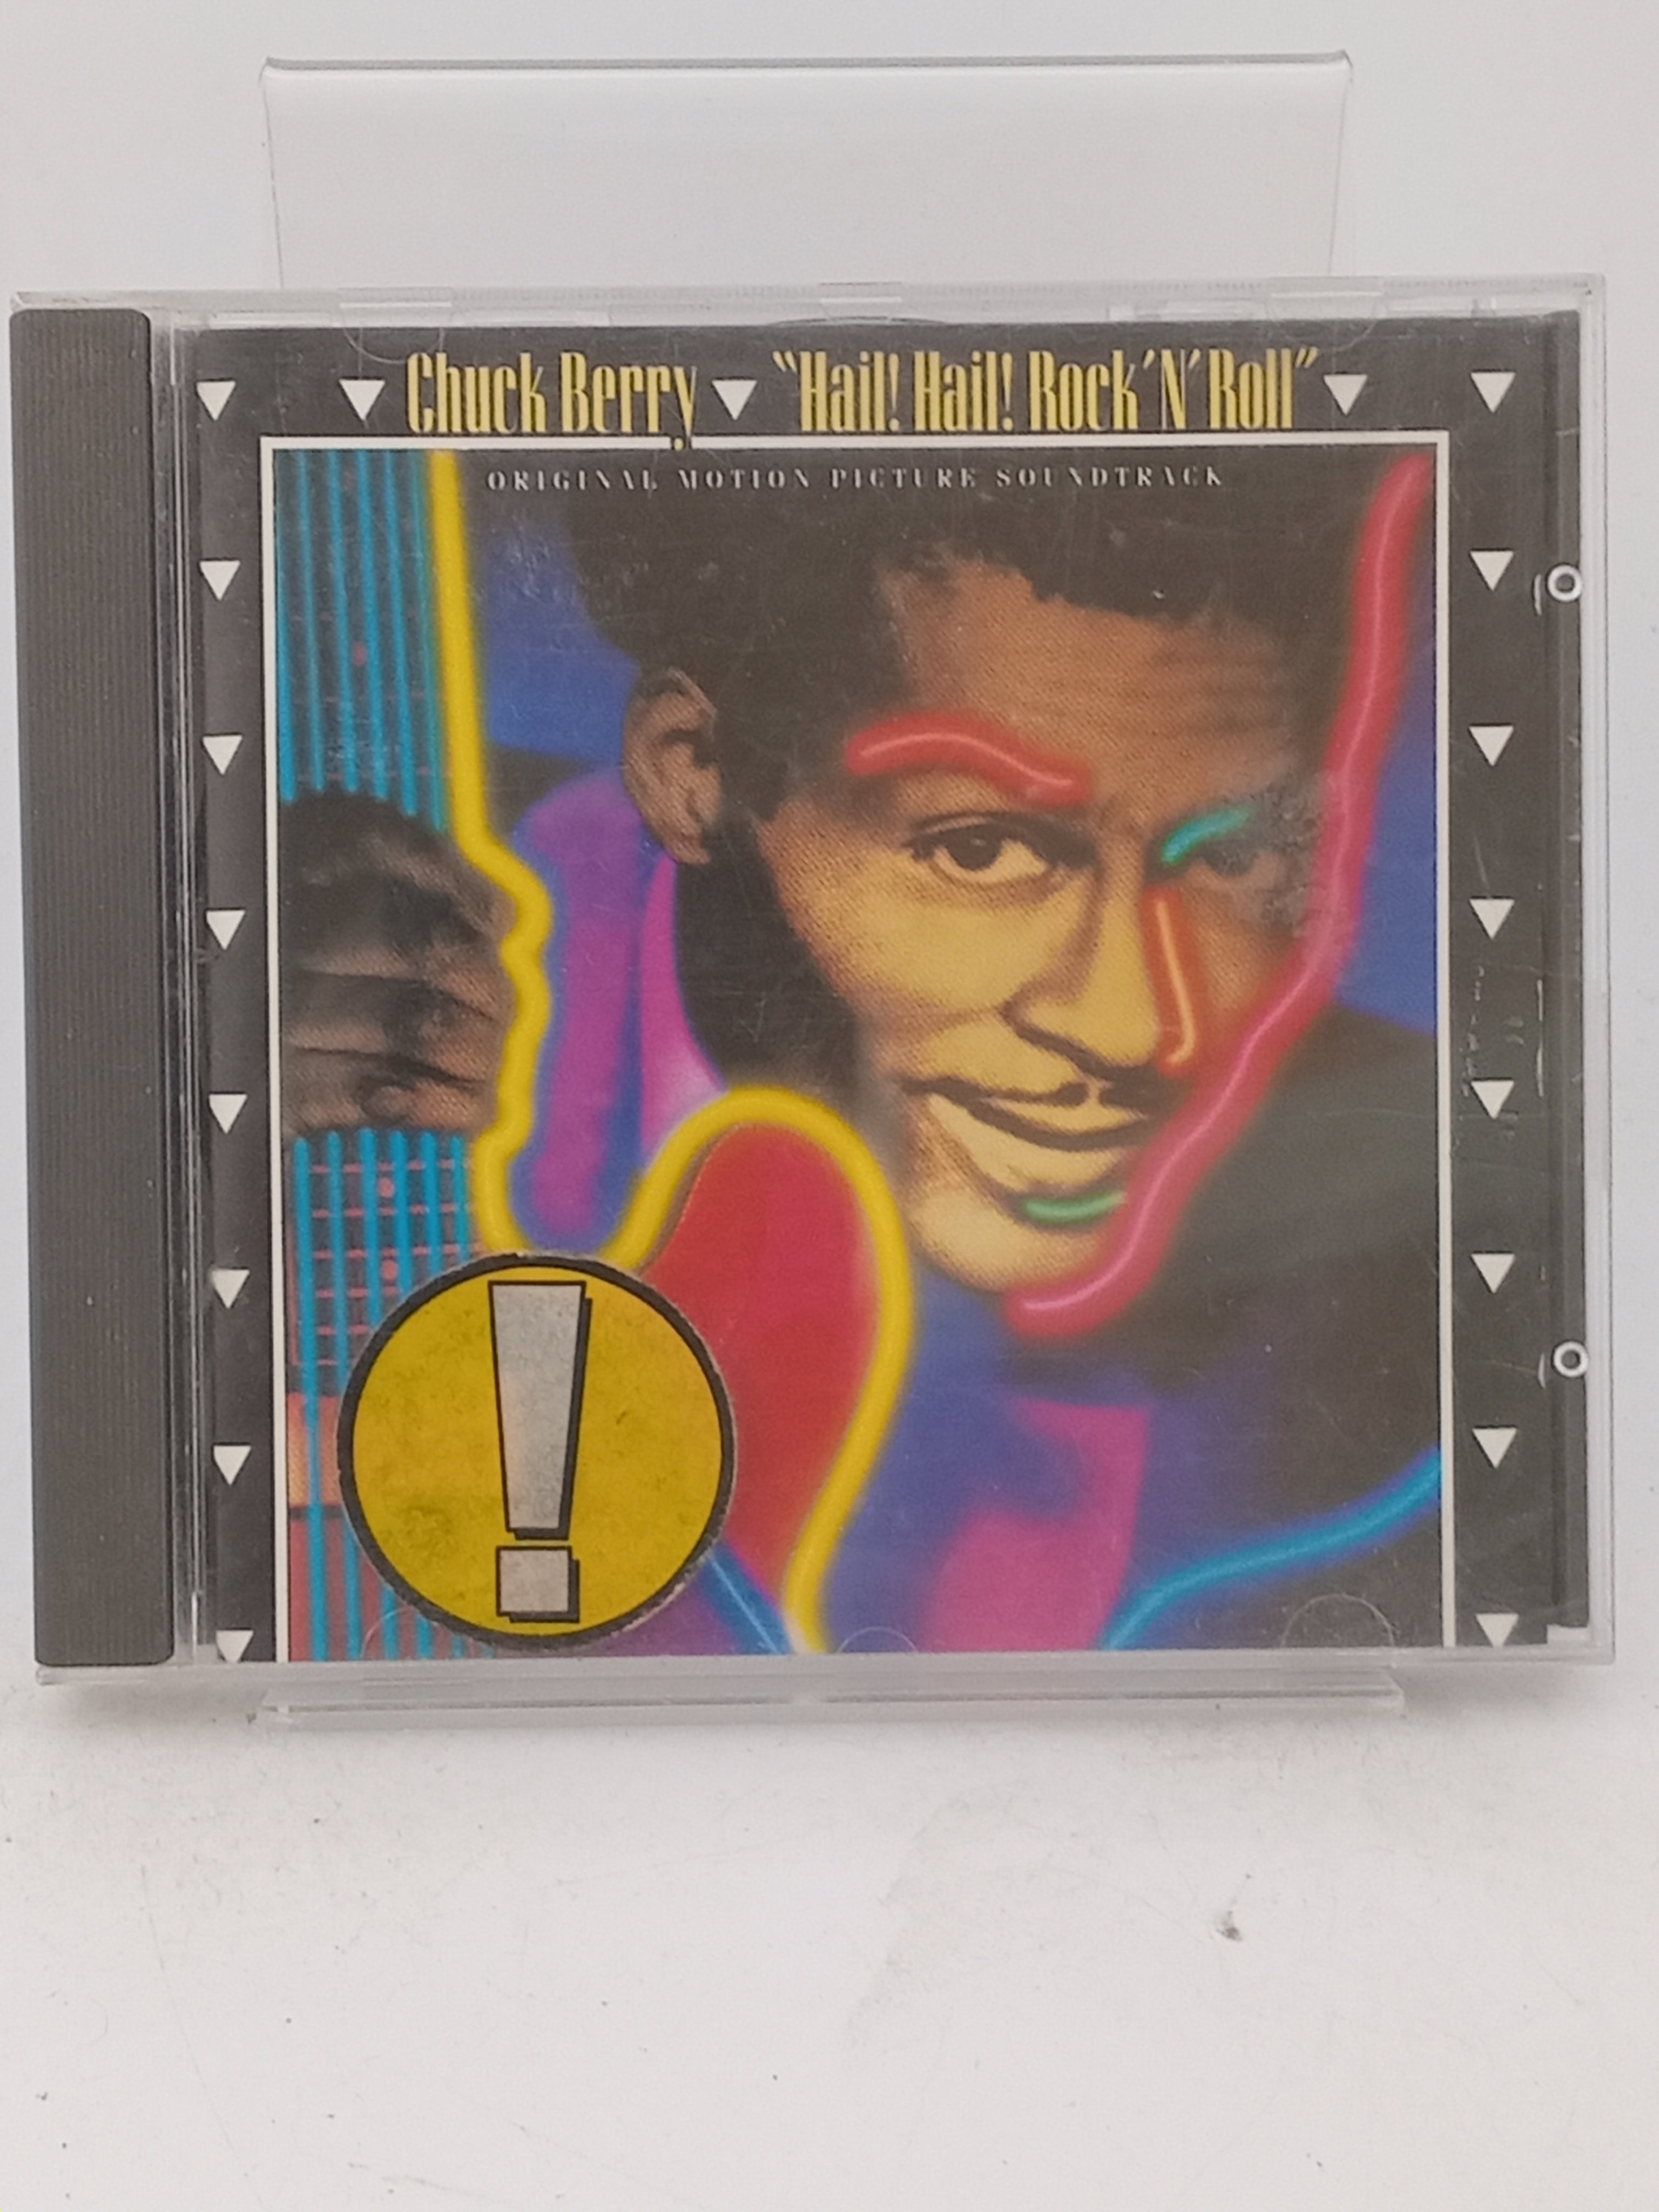 Chuck Berry "Hail! Hail! Rock'N'Roll"
ORIGINAL MOTION PICTURE SOUNDTRACK
!